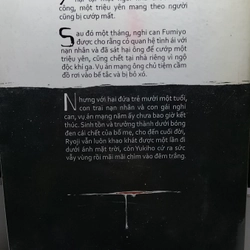 công, một triệu yên mang theo người
cũng bị cướp mất.
Sau đó một tháng, nghi can Fumiyo
được cho rằng có quan hệ tình ái với
nạn nhân và đã sát hại ông để cướp một
triệu yên, cũng chết tại nhà riêng vì ngộ
độc khí ga. Vụ án mạng ông chủ tiệm cầm
đồ rơi vào bế tắc và bị bỏ xó.
Nhưng với hai đứa trẻ mười một tuổi,
con trai nạn nhân và con gái nghi
can, vụ án mạng năm ấy chưa bao giờ kết
thúc. Sinh tồn và trưởng thành dưới bóng
đen cái chết của bố mẹ, cho đến cuối đời,
Ryoji vẫn luôn khao khát được một lần đi
dưới ánh mặt trời, còn Yukiho cứ ra sức
vẫy vùng rồi mãi mãi chìm vào đêm trắng.